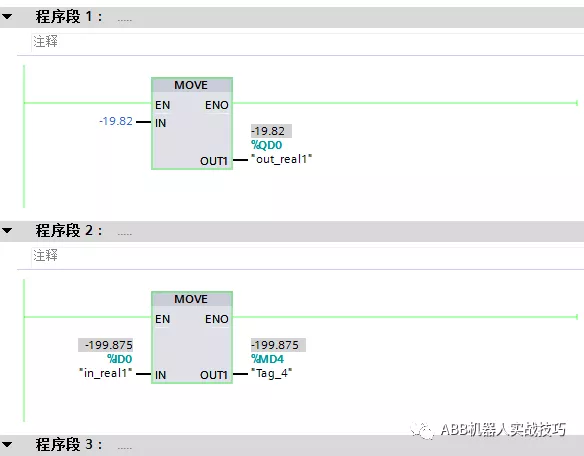 程序段 1： .....
注释
MOVE
EN ENO
-19.82 IN
-19.82
%QD0
OUT1 "out_real1"
程序段 2： .....
注释
MOVE
EN ENO
-199.875 -199.875
%ID0 %MD4
"in_real1" IN OUT1 "Tag_4"
ABB机器人实战技巧
程序段 3： .....